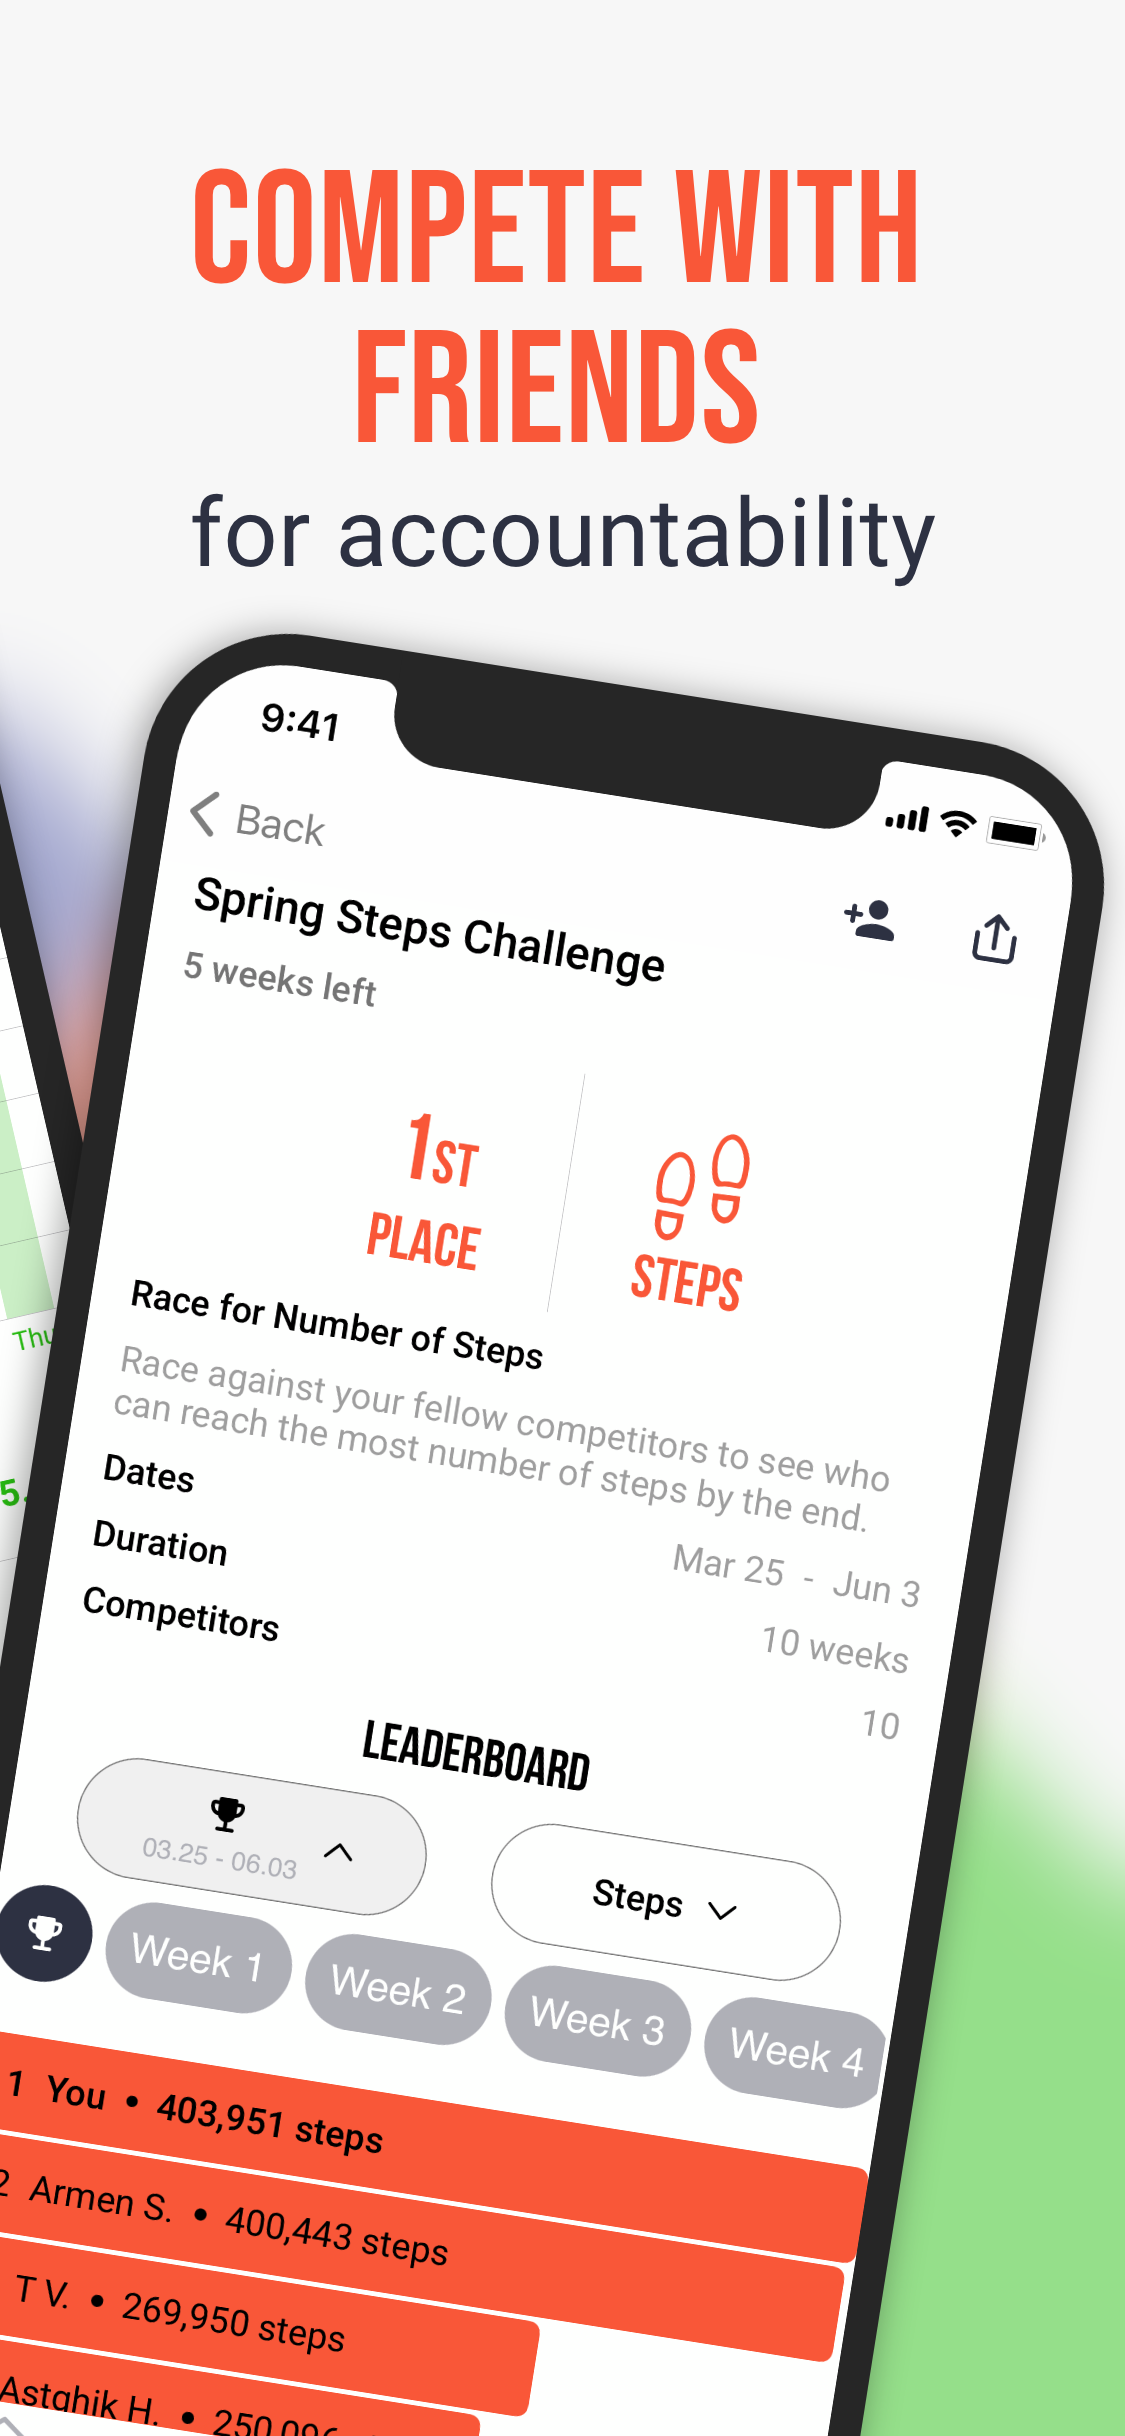 COMPETE WITH
FRIENDS
for accountability
9:41
Back
Spring Steps Challenge
5 weeks left
1ST
PLACE
STEPS
Race for Number of Steps
Race against your fellow competitors to see who
can reach the most number of steps by the end.
Dates
Mar 25 - Jun 3
Duration
10 weeks
Competitors
10
LEADERBOARD
03.25 - 06.03
Steps
Week 1
Week 2
Week 3
Week 4
1 You • 403,951 steps
2 Armen S. • 400,443 steps
T V. • 269,950 steps
Astghik H. •
Thu
5.